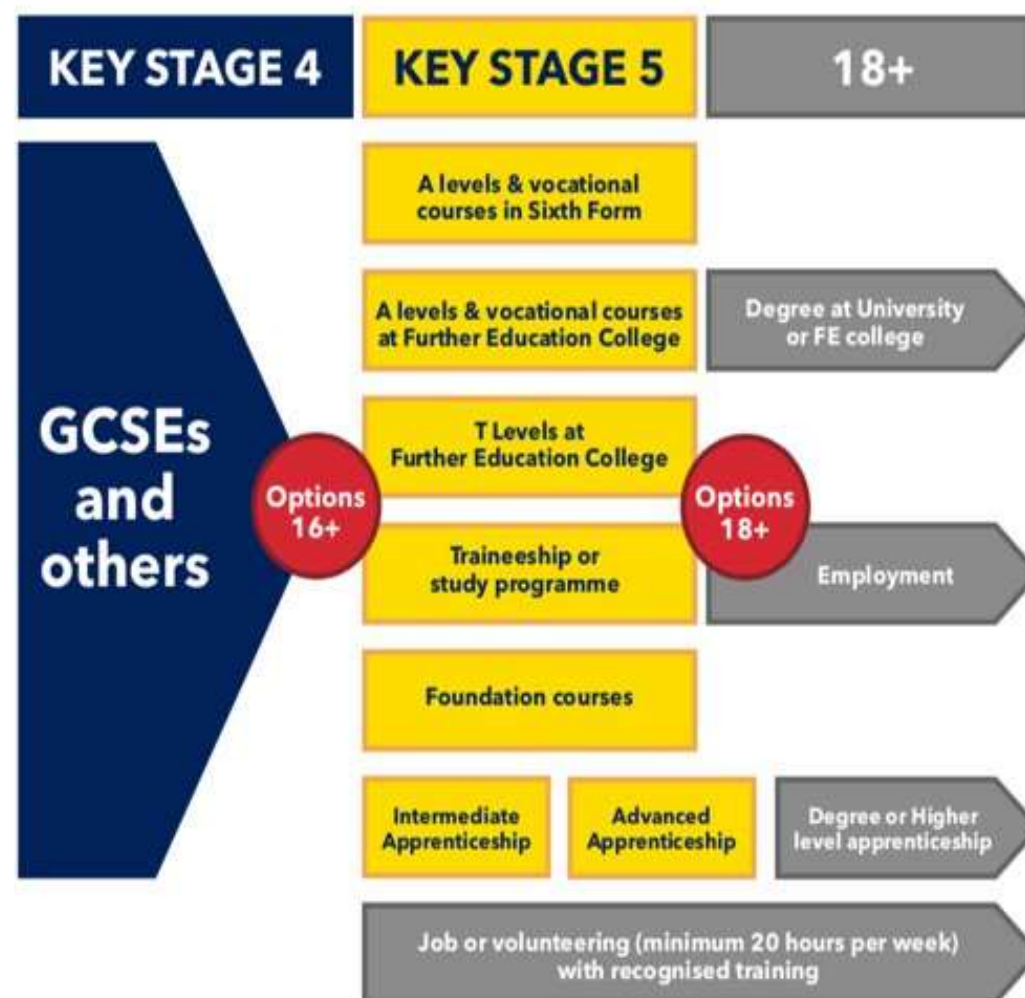 KEY STAGE 4
KEY STAGE 5
18+
GCSEs
and
others
Options
16+
A levels & vocational
courses in Sixth Form
A levels & vocational courses
at Further Education College
T Levels at
Further Education College
Traineeship or
study programme
Foundation courses
Intermediate
Apprenticeship
Advanced
Apprenticeship
Options
18+
Degree at University
or FE college
Employment
Degree or Higher
level apprenticeship
Job or volunteering (minimum 20 hours per week)
with recognised training